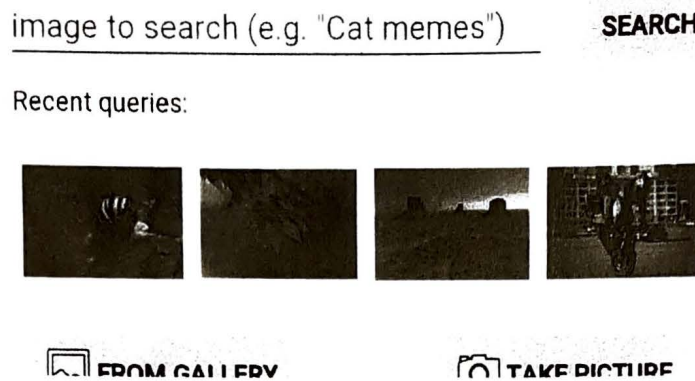 image to search (e.g. "Cat memes")
SEARCH
Recent queries:
FROM GALLERY
TAKE PICTURE